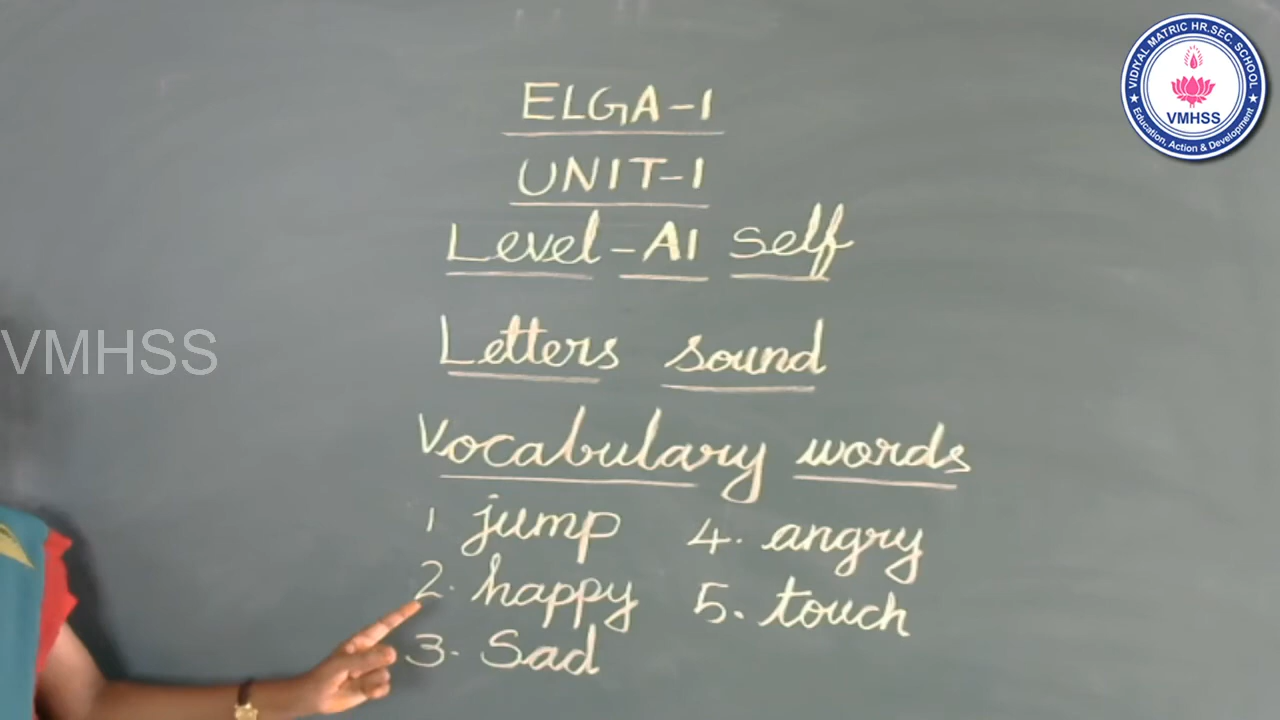 ELGA-1
UNIT-1
Level-A1 self
Letters sound
Vocabulary words
1 jump 4. angry
2. happy 5. touch
3. Sad
VMHSS
VIDIYAL MATRIC HR.SEC. SCHOOL
VMHSS
Education, Action & Development